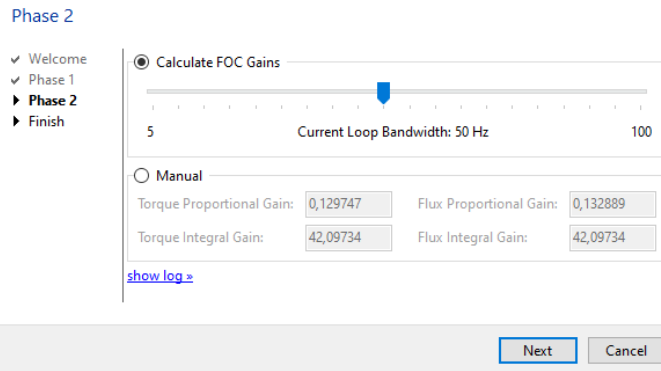 Phase 2
Welcome
Phase 1
Phase 2
Finish
Calculate FOC Gains
5 Current Loop Bandwidth: 50 Hz 100
Manual
Torque Proportional Gain: 0,129747 Flux Proportional Gain: 0,132889
Torque Integral Gain: 42,09734 Flux Integral Gain: 42,09734
show log »
Next Cancel